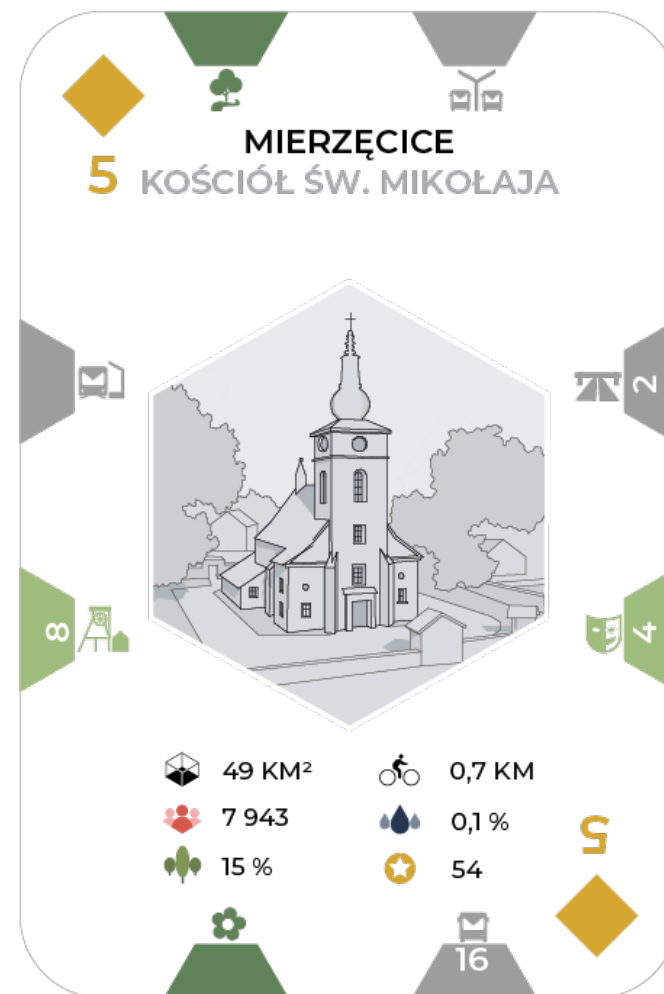 MIERZĘCICE
5 KOŚCIÓŁ ŚW. MIKOŁAJA
2
8
4
49 KM² 0,7 KM
7 943 0,1 %
15 % 54
5
16